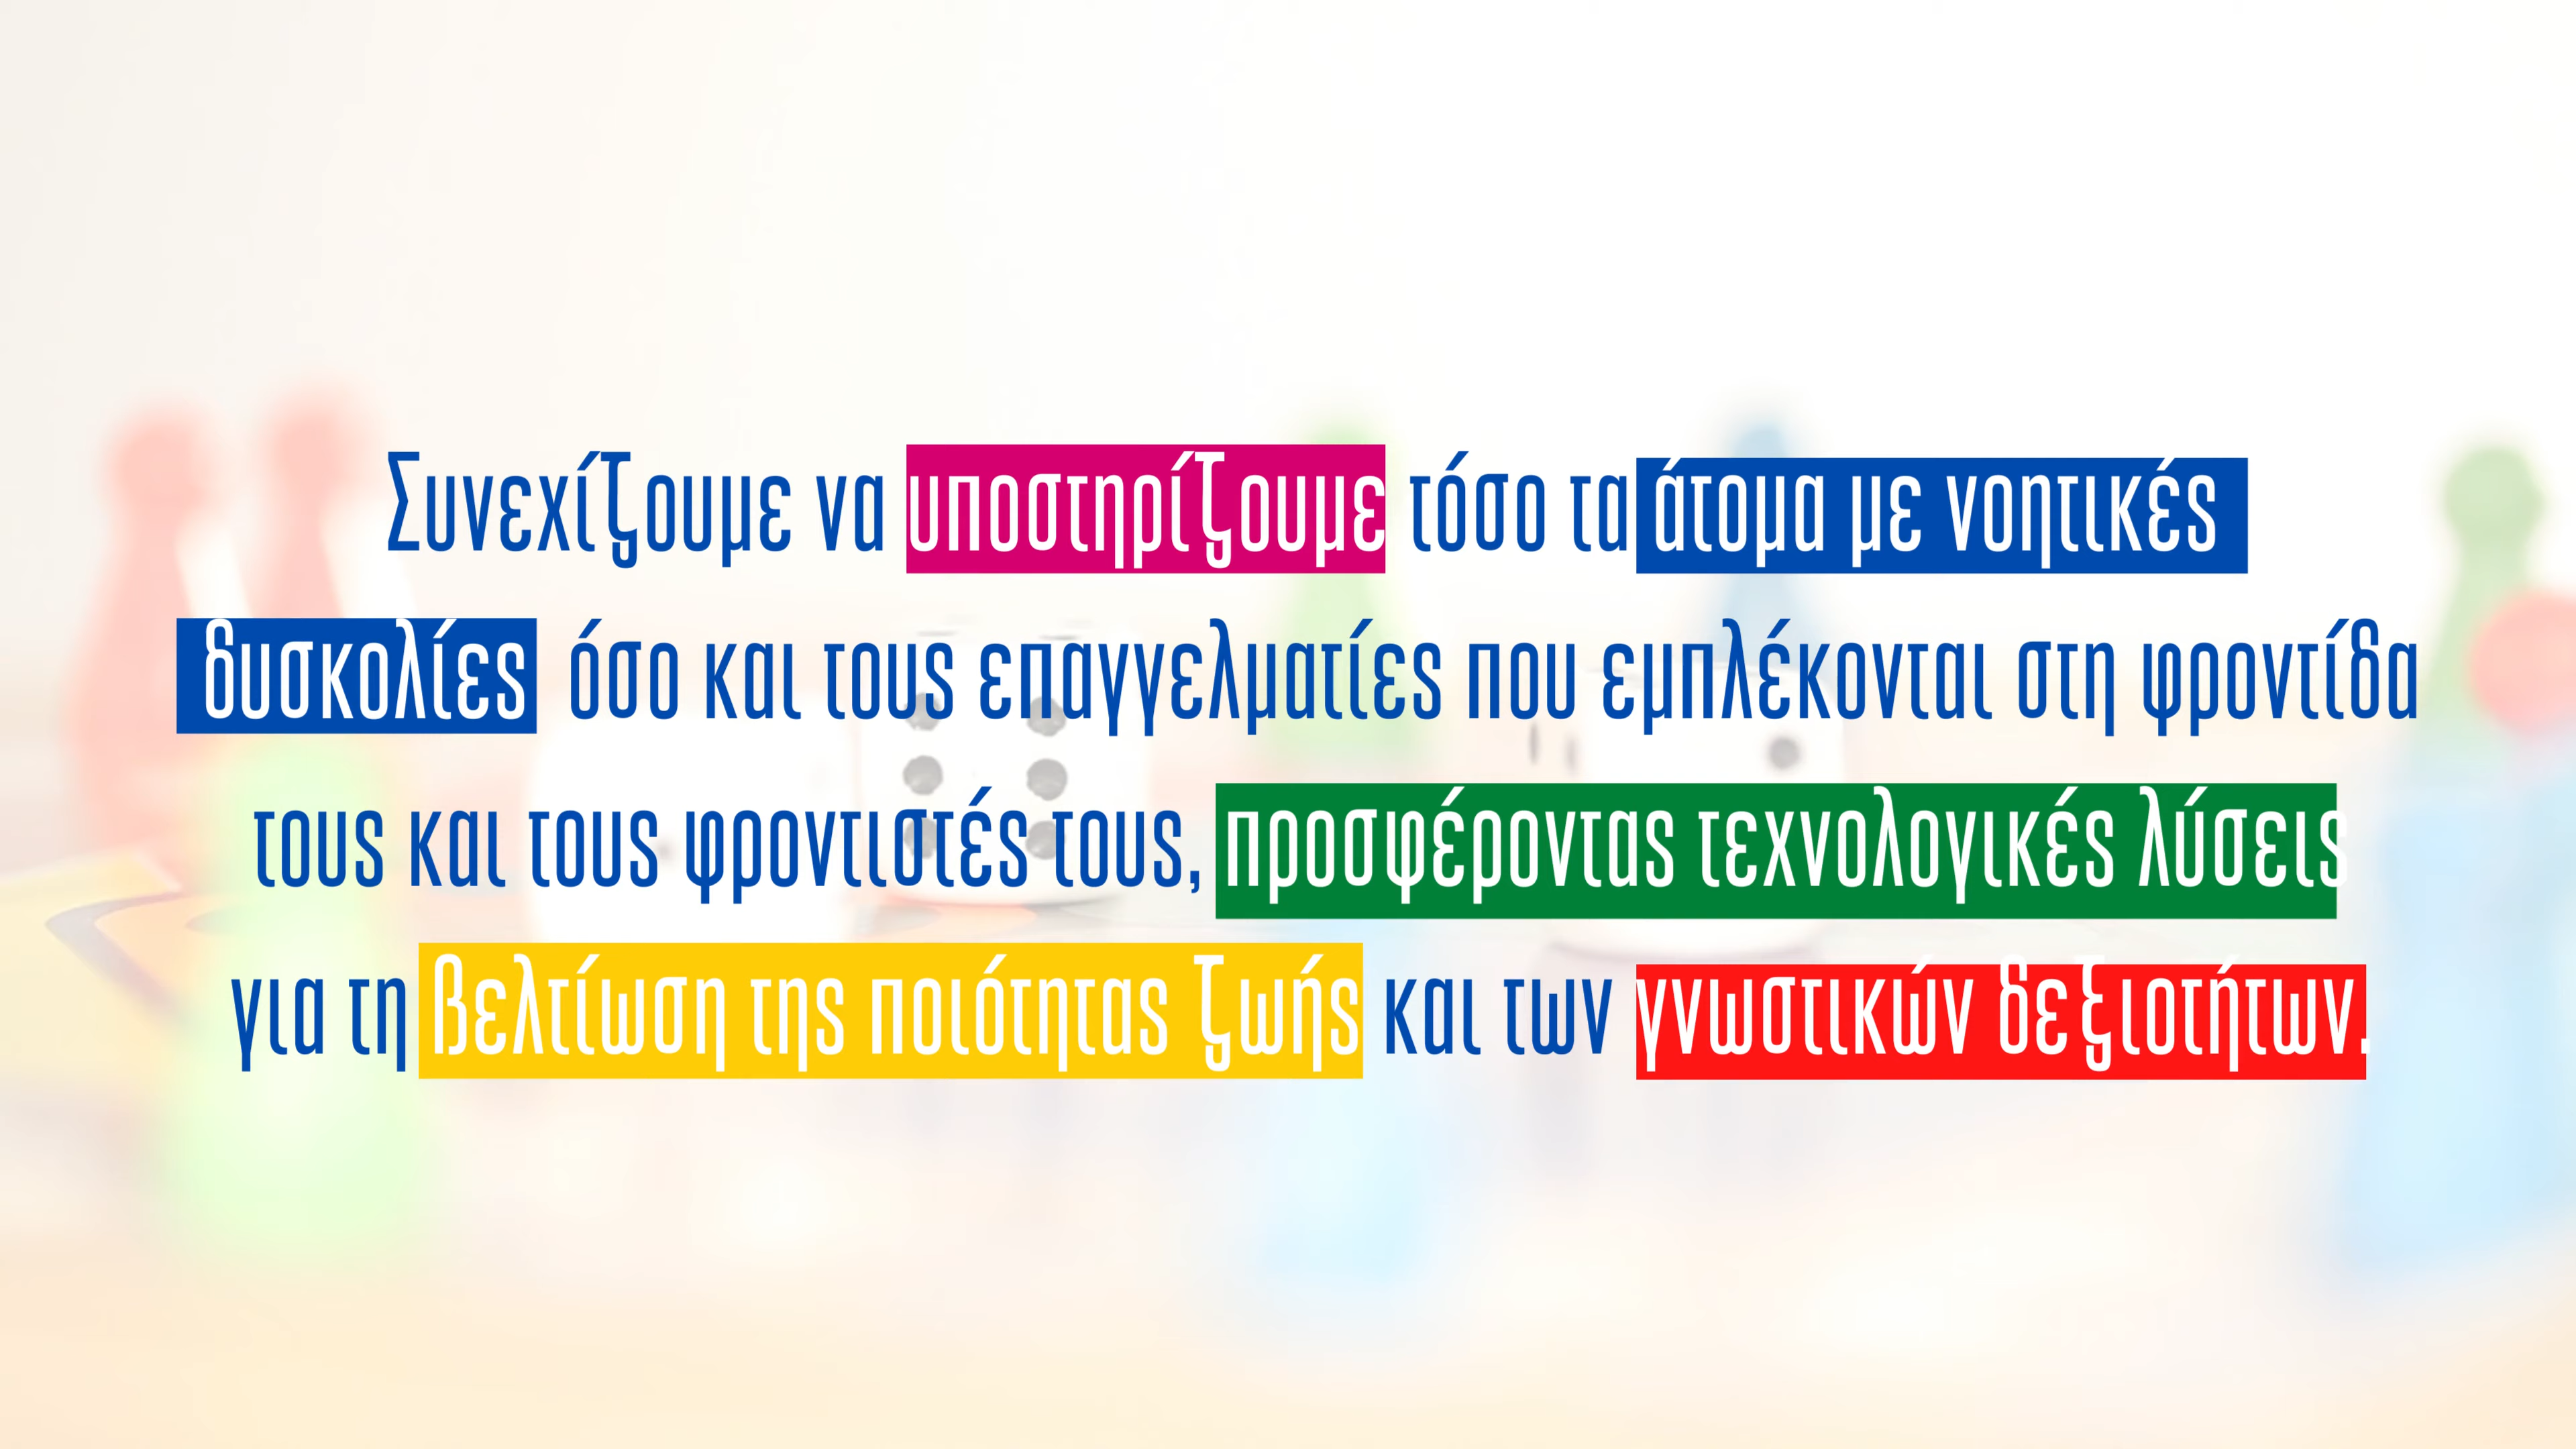 Συνεχίζουμε να υποστηρίζουμε τόσο τα άτομα με νοητικές
δυσκολίες όσο και τους επαγγελματίες που εμπλέκονται στη φροντίδα
τους και τους φροντιστές τους, προσφέροντας τεχνολογικές λύσεις
για τη βελτίωση της ποιότητας ζωής και των γνωστικών δεξιοτήτων.